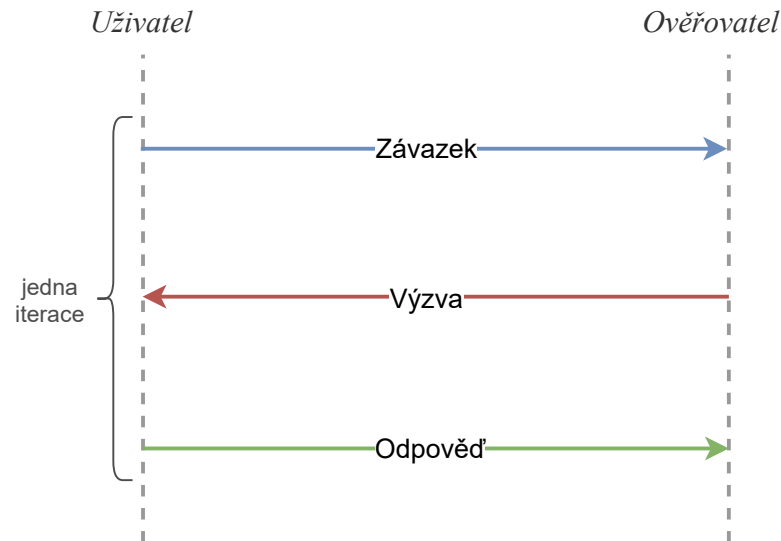 Uživatel
Ověřovatel
Závazek
jedna
iterace
Výzva
Odpověď